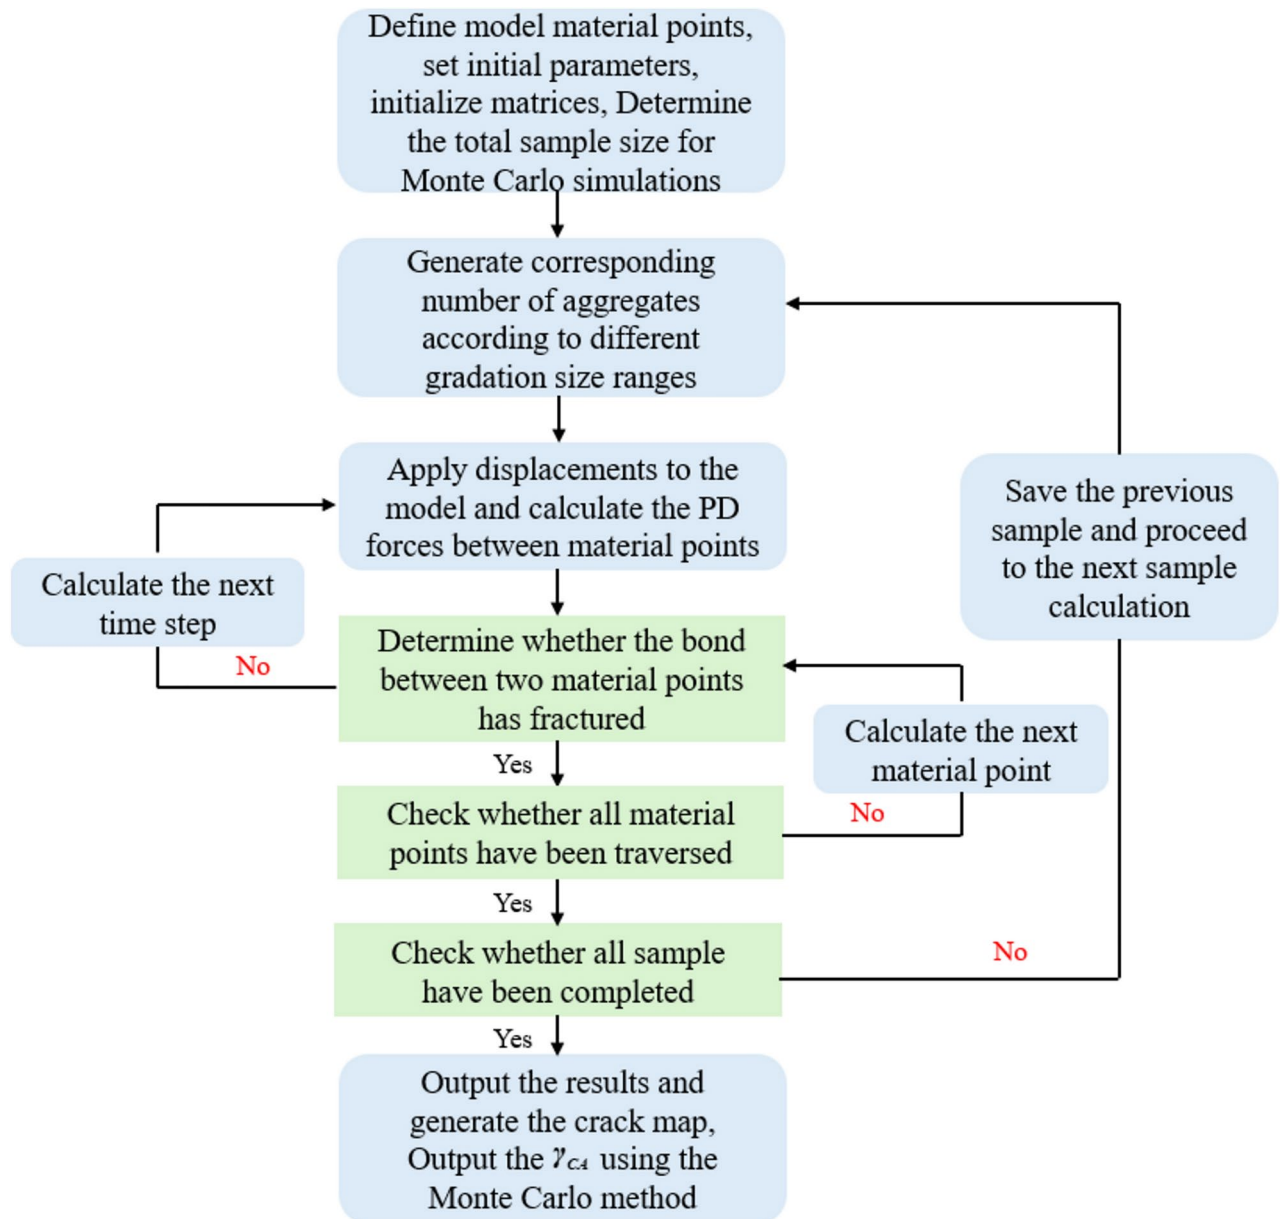 Define model material points,
set initial parameters,
initialize matrices, Determine
the total sample size for
Monte Carlo simulations
Generate corresponding
number of aggregates
according to different
gradation size ranges
Apply displacements to the
model and calculate the PD
forces between material points
Save the previous
sample and proceed
to the next sample
calculation
Calculate the next
time step
No
Determine whether the bond
between two material points
has fractured
Calculate the next
material point
Yes
No
Check whether all material
points have been traversed
Yes
Check whether all sample
have been completed
No
Yes
Output the results and
generate the crack map,
Output the γCA using the
Monte Carlo method